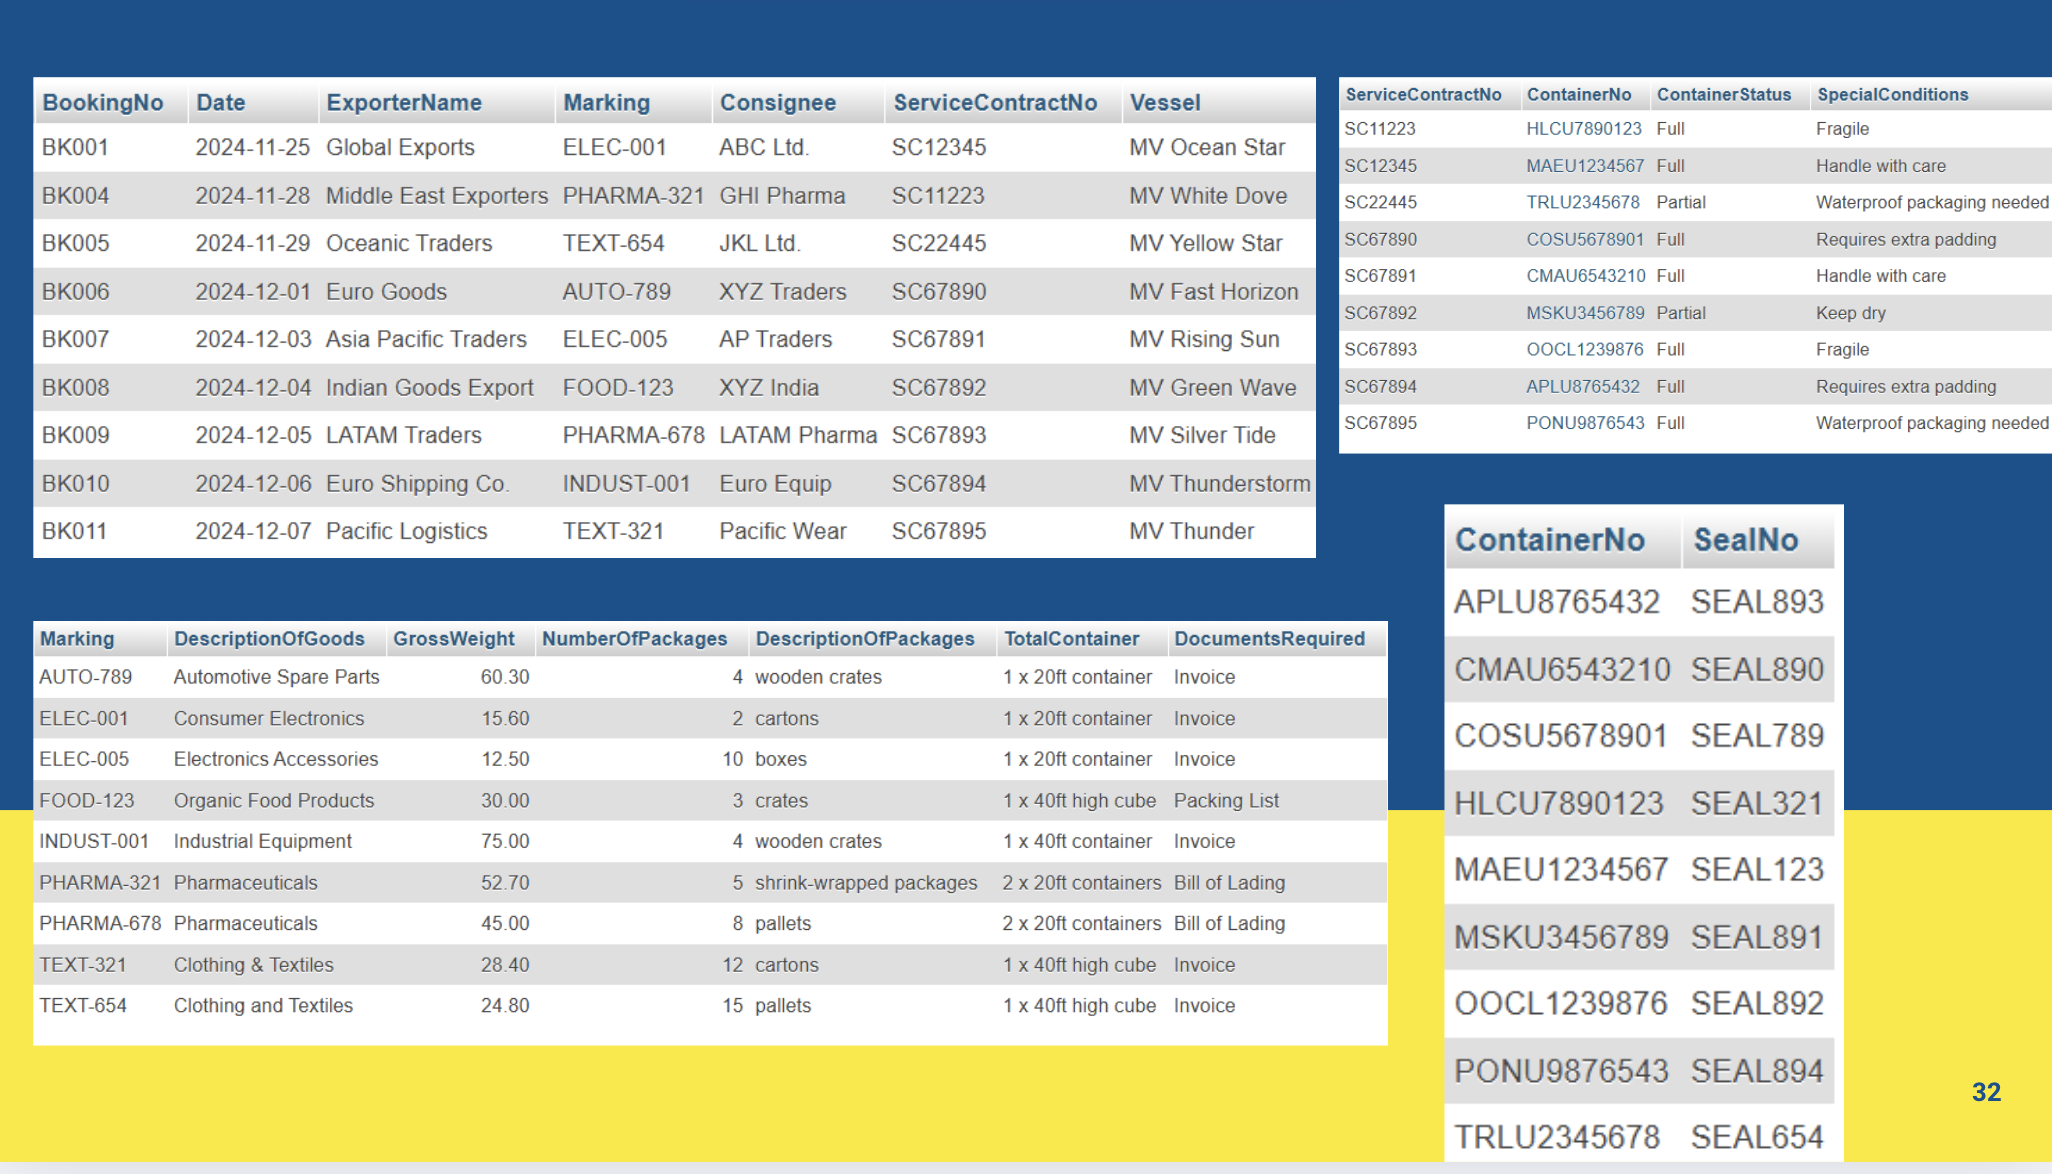 BookingNo Date ExporterName Marking Consignee ServiceContractNo Vessel
BK001 2024-11-25 Global Exports ELEC-001 ABC Ltd. SC12345 MV Ocean Star
BK004 2024-11-28 Middle East Exporters PHARMA-321 GHI Pharma SC11223 MV White Dove
BK005 2024-11-29 Oceanic Traders TEXT-654 JKL Ltd. SC22445 MV Yellow Star
BK006 2024-12-01 Euro Goods AUTO-789 XYZ Traders SC67890 MV Fast Horizon
BK007 2024-12-03 Asia Pacific Traders ELEC-005 AP Traders SC67891 MV Rising Sun
BK008 2024-12-04 Indian Goods Export FOOD-123 XYZ India SC67892 MV Green Wave
BK009 2024-12-05 LATAM Traders PHARMA-678 LATAM Pharma SC67893 MV Silver Tide
BK010 2024-12-06 Euro Shipping Co. INDUST-001 Euro Equip SC67894 MV Thunderstorm
BK011 2024-12-07 Pacific Logistics TEXT-321 Pacific Wear SC67895 MV Thunder
ServiceContractNo ContainerNo ContainerStatus SpecialConditions
SC11223 HLCU7890123 Full Fragile
SC12345 MAEU1234567 Full Handle with care
SC22445 TRLU2345678 Partial Waterproof packaging needed
SC67890 COSU5678901 Full Requires extra padding
SC67891 CMAU6543210 Full Handle with care
SC67892 MSKU3456789 Partial Keep dry
SC67893 OOCL1239876 Full Fragile
SC67894 APLU8765432 Full Requires extra padding
SC67895 PONU9876543 Full Waterproof packaging needed
Marking DescriptionOfGoods GrossWeight NumberOfPackages DescriptionOfPackages TotalContainer DocumentsRequired
AUTO-789 Automotive Spare Parts 60.30 4 wooden crates 1 x 20ft container Invoice
ELEC-001 Consumer Electronics 15.60 2 cartons 1 x 20ft container Invoice
ELEC-005 Electronics Accessories 12.50 10 boxes 1 x 20ft container Invoice
FOOD-123 Organic Food Products 30.00 3 crates 1 x 40ft high cube Packing List
INDUST-001 Industrial Equipment 75.00 4 wooden crates 1 x 40ft container Invoice
PHARMA-321 Pharmaceuticals 52.70 5 shrink-wrapped packages 2 x 20ft containers Bill of Lading
PHARMA-678 Pharmaceuticals 45.00 8 pallets 2 x 20ft containers Bill of Lading
TEXT-321 Clothing & Textiles 28.40 12 cartons 1 x 40ft high cube Invoice
TEXT-654 Clothing and Textiles 24.80 15 pallets 1 x 40ft high cube Invoice
ContainerNo SealNo
APLU8765432 SEAL893
CMAU6543210 SEAL890
COSU5678901 SEAL789
HLCU7890123 SEAL321
MAEU1234567 SEAL123
MSKU3456789 SEAL891
OOCL1239876 SEAL892
PONU9876543 SEAL894
TRLU2345678 SEAL654
32